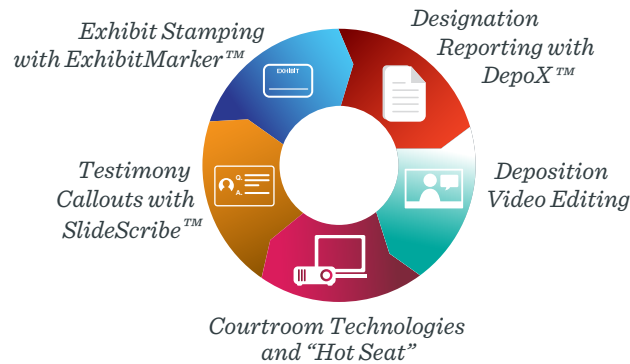 Exhibit Stamping
with ExhibitMarker™
Designation
Reporting with
DepoX™
EXHIBIT
Testimony
Callouts with
SlideScribe™
Q.
A.
Deposition
Video Editing
Courtroom Technologies
and “Hot Seat”